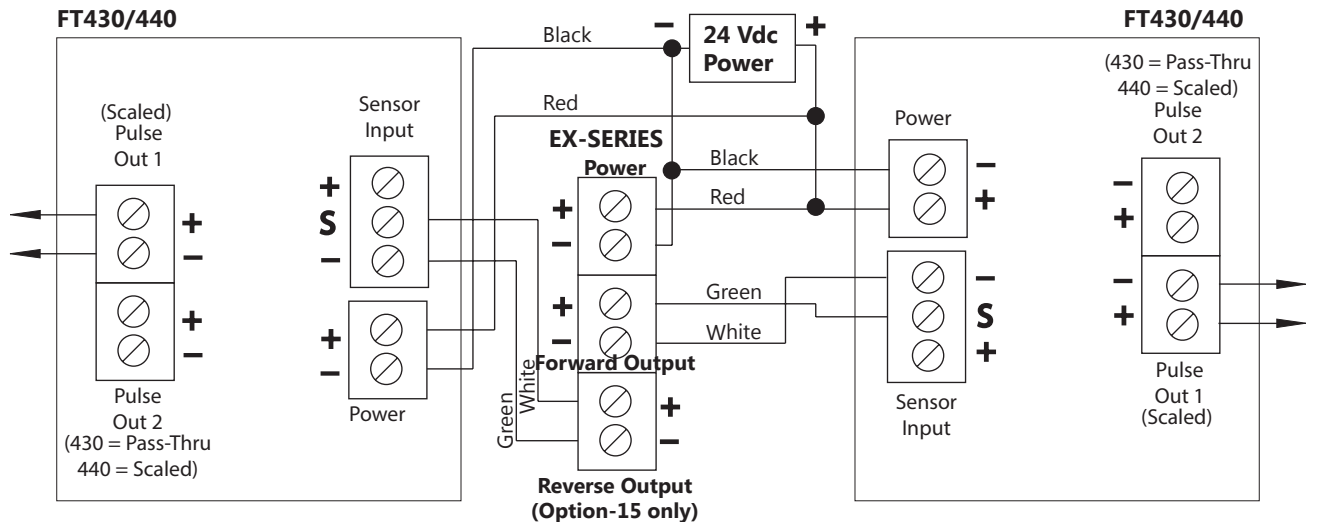 FT430/440
(Scaled)
Pulse
Out 1
+
−
+
−
Pulse
Out 2
(430 = Pass-Thru
440 = Scaled)
Sensor
Input
+
S
−
+
−
Power
Black
Red
− 24 Vdc +
Power
EX-SERIES
Power
+
−
Black
Red
+
−
Green
White
Forward Output
Green
White
+
−
Reverse Output
(Option-15 only)
FT430/440
(430 = Pass-Thru
440 = Scaled)
Pulse
Out 2
Power
−
+
−
S
+
Sensor
Input
−
+
−
+
Pulse
Out 1
(Scaled)